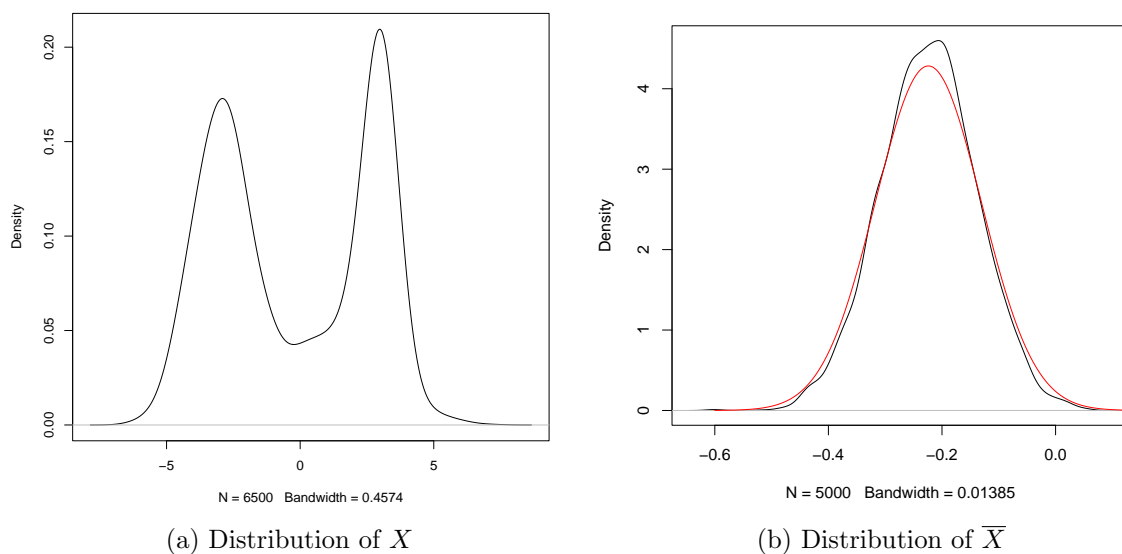 Density
0.00 0.05 0.10 0.15 0.20
−5 0 5
N = 6500 Bandwidth = 0.4574
(a) Distribution of X
Density
0 1 2 3 4
−0.6 −0.4 −0.2 0.0
N = 5000 Bandwidth = 0.01385
(b) Distribution of X̅